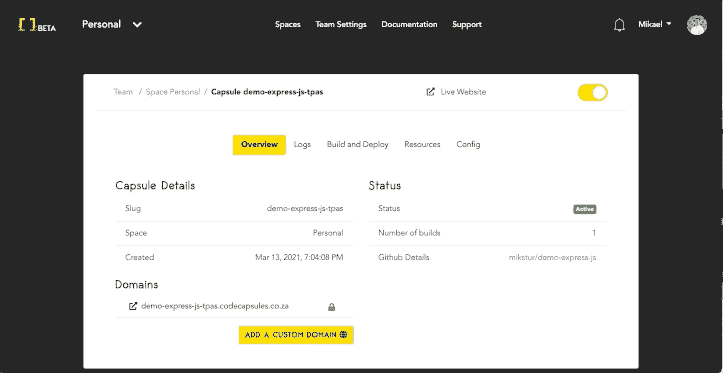 [ ] BETA Personal Spaces Team Settings Documentation Support Mikael
Team / Space Personal / Capsule demo-express-js-tpas Live Website
Overview Logs Build and Deploy Resources Config
Capsule Details Status
Slug demo-express-js-tpas Status Active
Space Personal Number of builds 1
Created Mar 13, 2021, 7:04:08 PM Github Details mikstur/demo-express-js
Domains
demo-express-js-tpas.codecapsules.co.za
ADD A CUSTOM DOMAIN